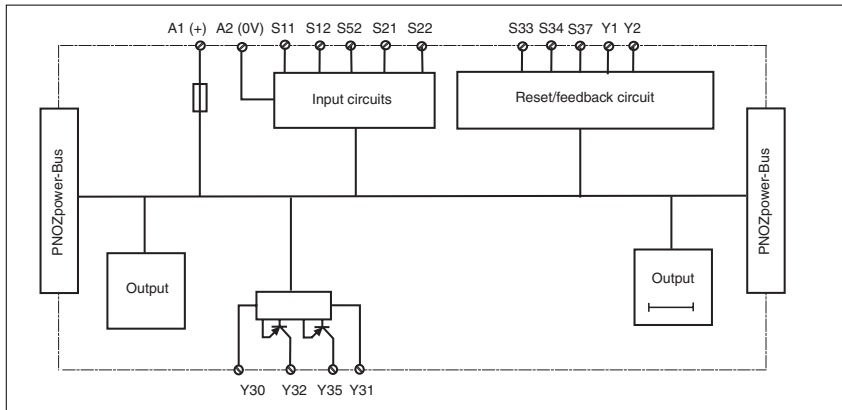 A1 (+) A2 (0V) S11 S12 S52 S21 S22 S33 S34 S37 Y1 Y2
Input circuits
Reset/feedback circuit
PNOZpower-Bus
PNOZpower-Bus
Output
Output
Y30 Y32 Y35 Y31